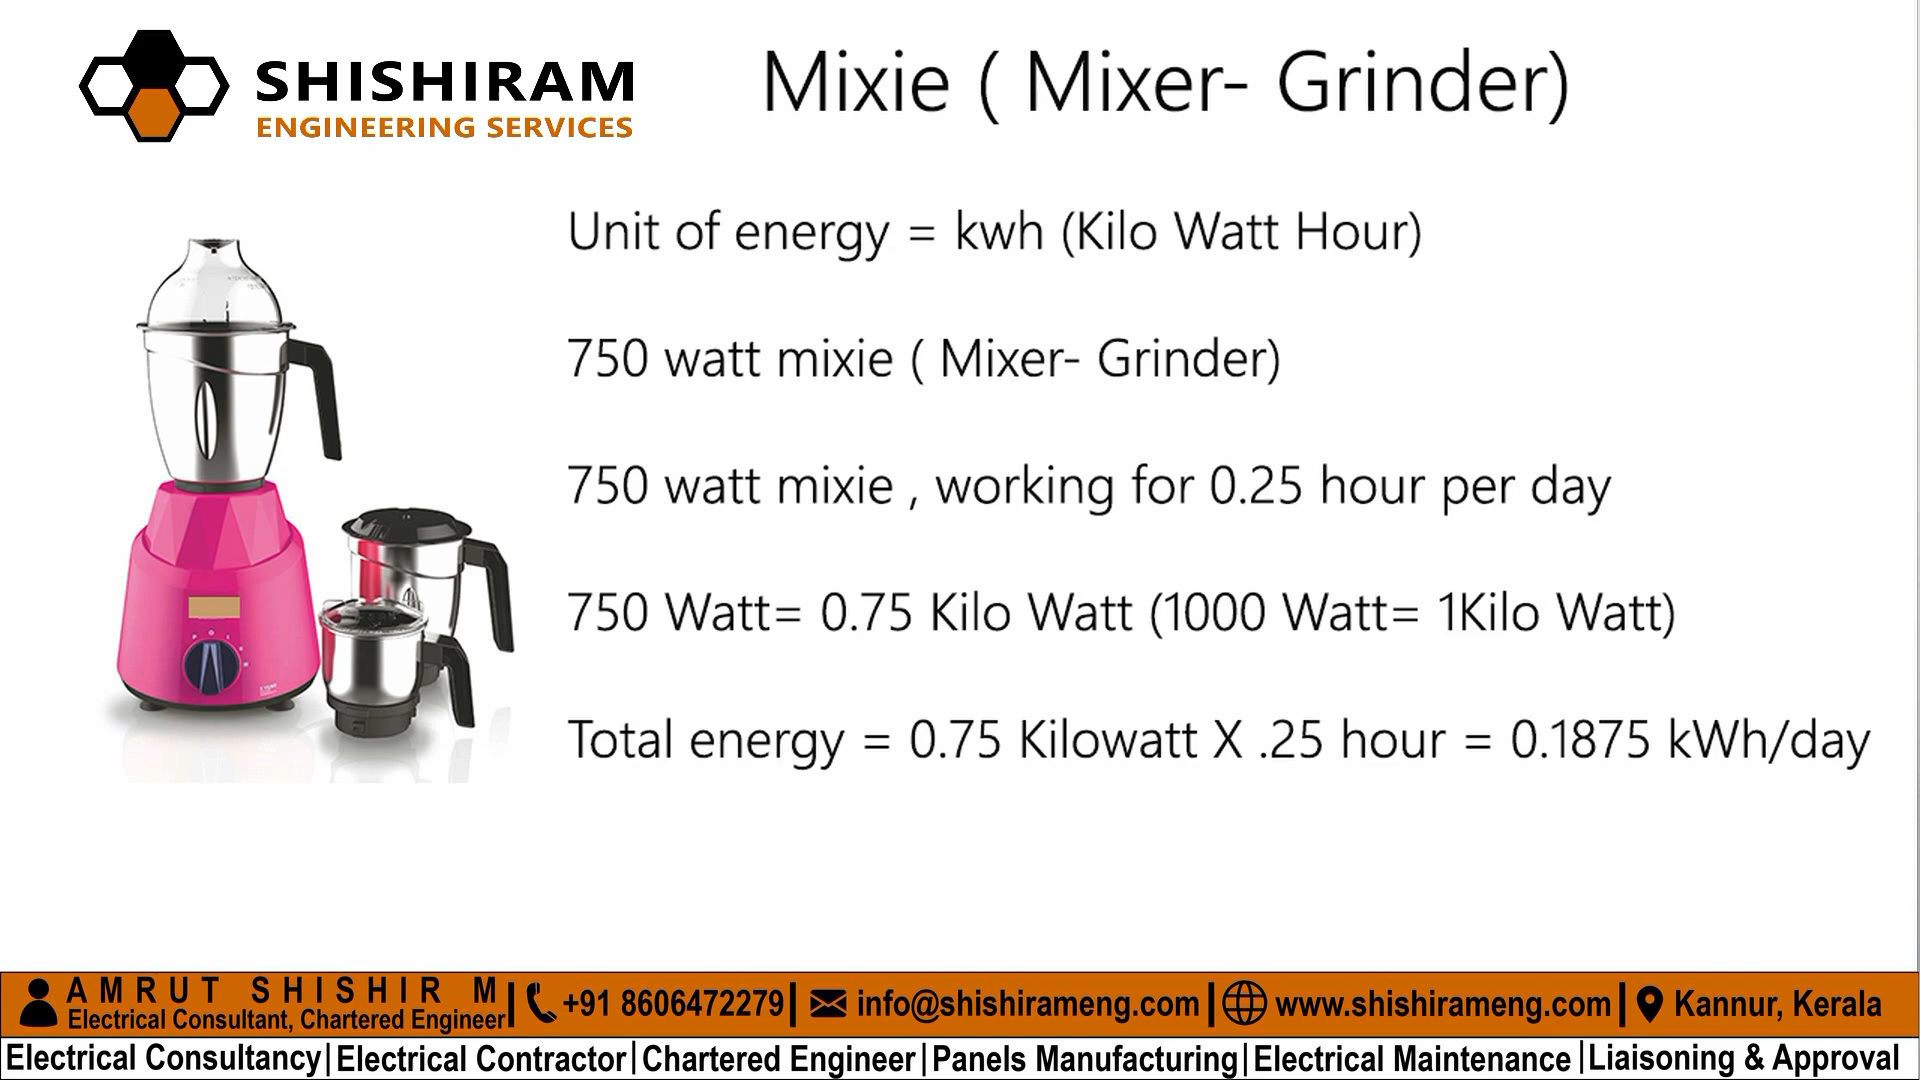 SHISHIRAM
ENGINEERING SERVICES
Mixie ( Mixer- Grinder)
Unit of energy = kwh (Kilo Watt Hour)
750 watt mixie ( Mixer- Grinder)
750 watt mixie , working for 0.25 hour per day
750 Watt= 0.75 Kilo Watt (1000 Watt= 1Kilo Watt)
Total energy = 0.75 Kilowatt X .25 hour = 0.1875 kWh/day
AMRUT SHISHIR M
Electrical Consultant, Chartered Engineer
+91 8606472279
info@shishirameng.com
www.shishirameng.com
Kannur, Kerala
Electrical Consultancy|Electrical Contractor|Chartered Engineer|Panels Manufacturing|Electrical Maintenance |Liaisoning & Approval